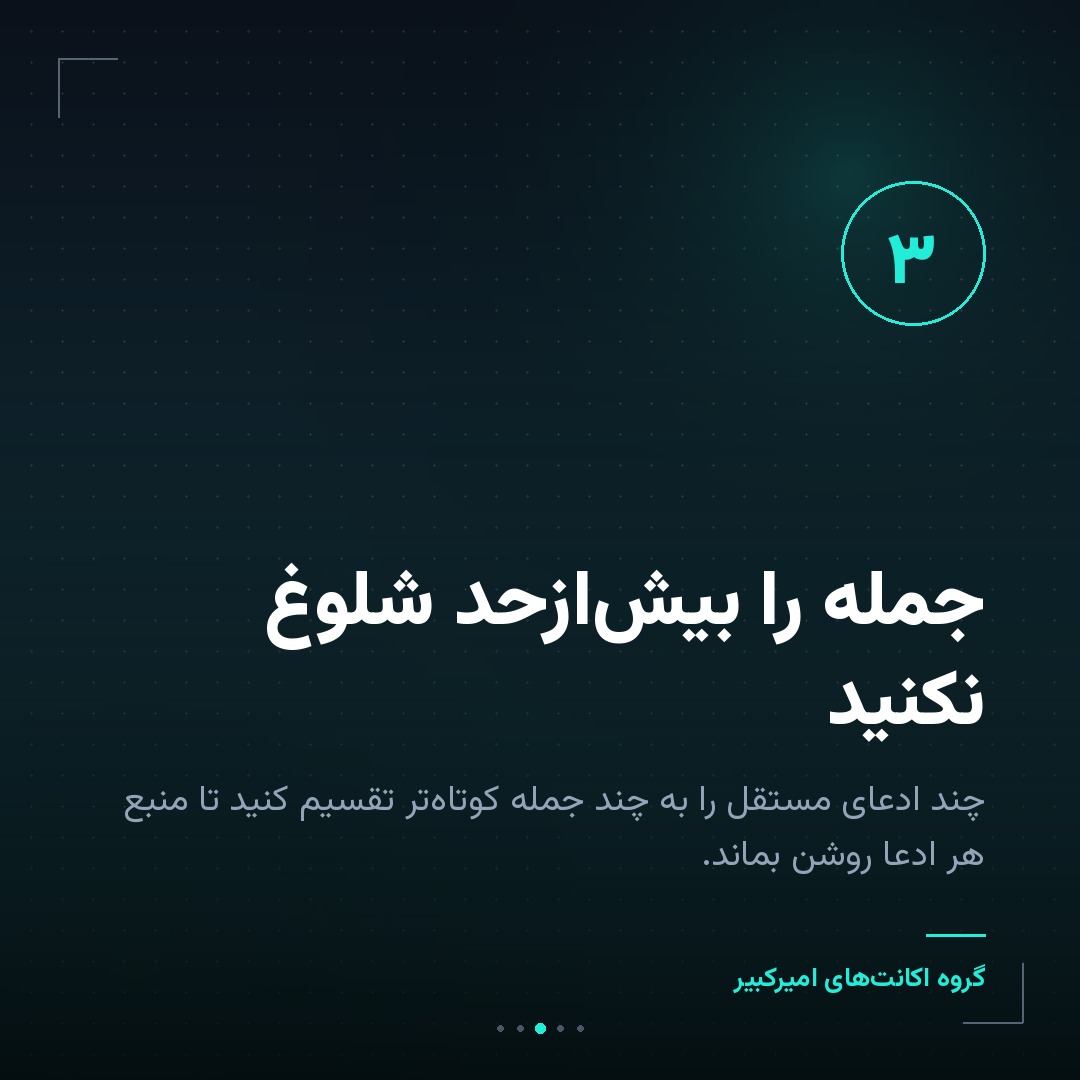 ۳
جمله را بیش‌ازحد شلوغ
نکنید
چند ادعای مستقل را به چند جمله کوتاه‌تر تقسیم کنید تا منبع
هر ادعا روشن بماند.
گروه اکانت‌های امیرکبیر